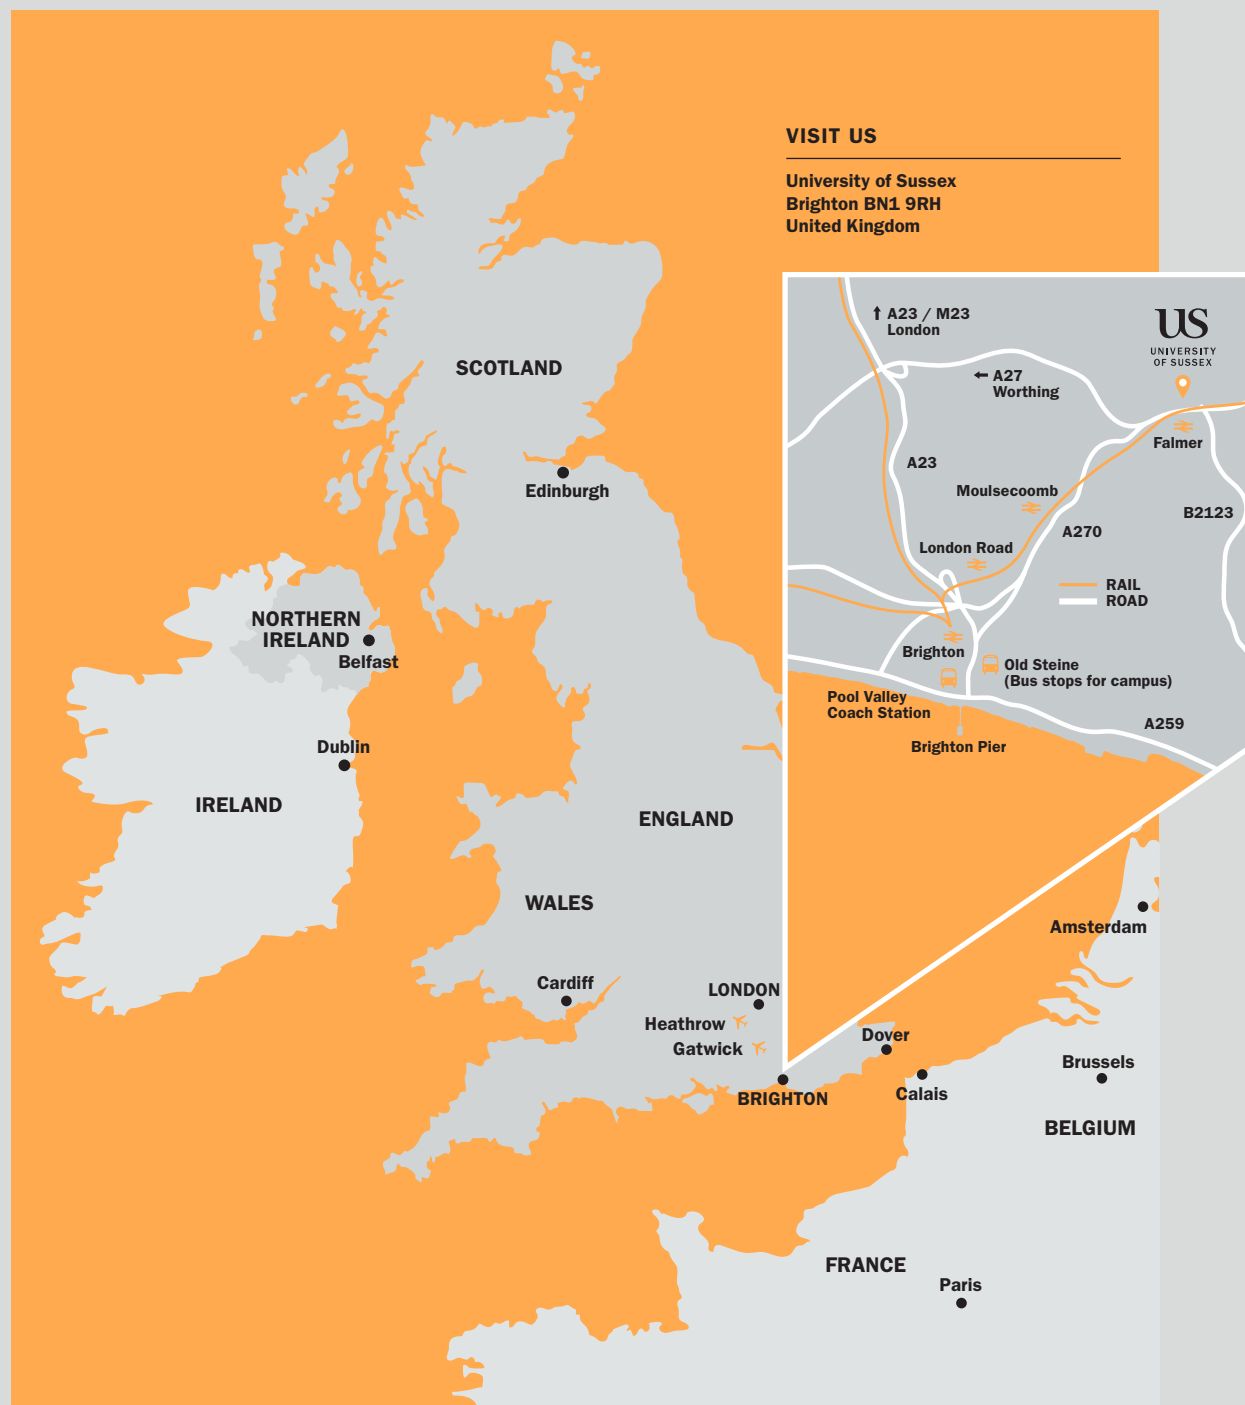 VISIT US
University of Sussex
Brighton BN1 9RH
United Kingdom
A23 / M23
London
US
UNIVERSITY
OF SUSSEX
A27
Worthing
Falmer
A23
Moulsecoomb
B2123
A270
London Road
RAIL
ROAD
Brighton
Old Steine
(Bus stops for campus)
Pool Valley
Coach Station
A259
Brighton Pier
SCOTLAND
Edinburgh
NORTHERN
IRELAND
Belfast
Dublin
IRELAND
ENGLAND
WALES
Amsterdam
Cardiff
LONDON
Heathrow
Gatwick
Dover
Brussels
Calais
BRIGHTON
BELGIUM
FRANCE
Paris